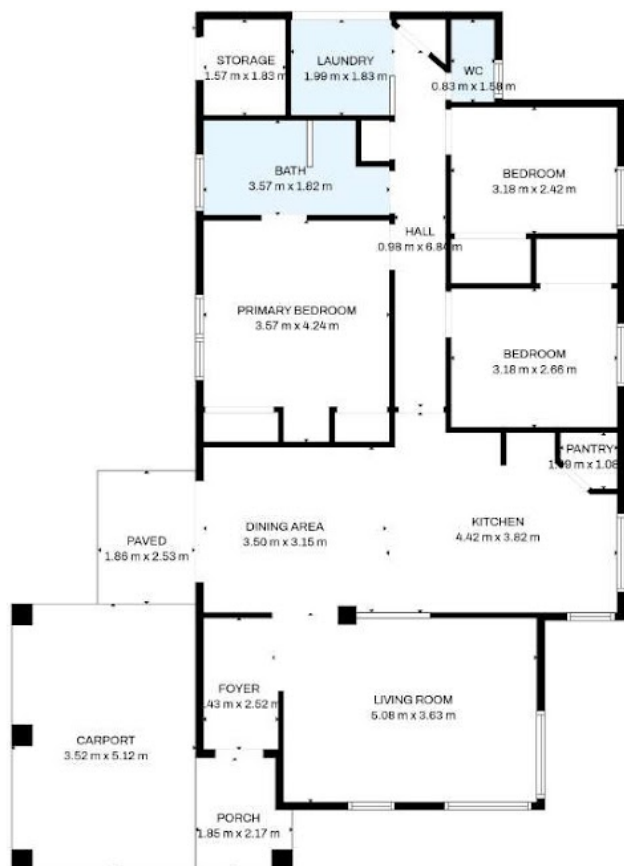 STORAGE
1.57 m x 1.83 m
LAUNDRY
1.99 m x 1.83 m
WC
0.83 m x 1.58 m
BATH
3.57 m x 1.82 m
BEDROOM
3.18 m x 2.42 m
HALL
0.98 m x 6.84 m
PRIMARY BEDROOM
3.57 m x 4.24 m
BEDROOM
3.18 m x 2.66 m
PANTRY
DINING AREA
3.50 m x 3.15 m
KITCHEN
4.42 m x 3.82 m
PAVED
1.86 m x 2.53 m
FOYER
.43 m x 2.52 m
LIVING ROOM
5.08 m x 3.63 m
CARPORT
3.52 m x 5.12 m
PORCH
1.85 m x 2.17 m